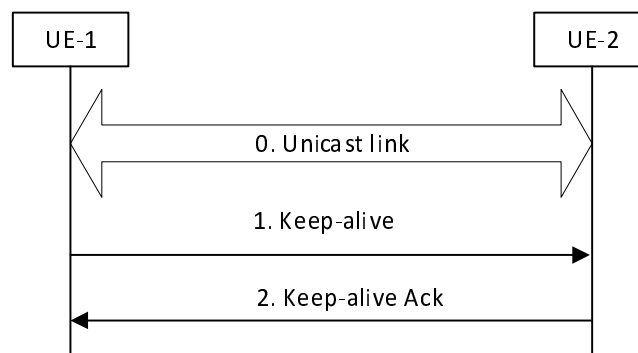 UE-1
UE-2
0. Unicast link
1. Keep-alive
2. Keep-alive Ack